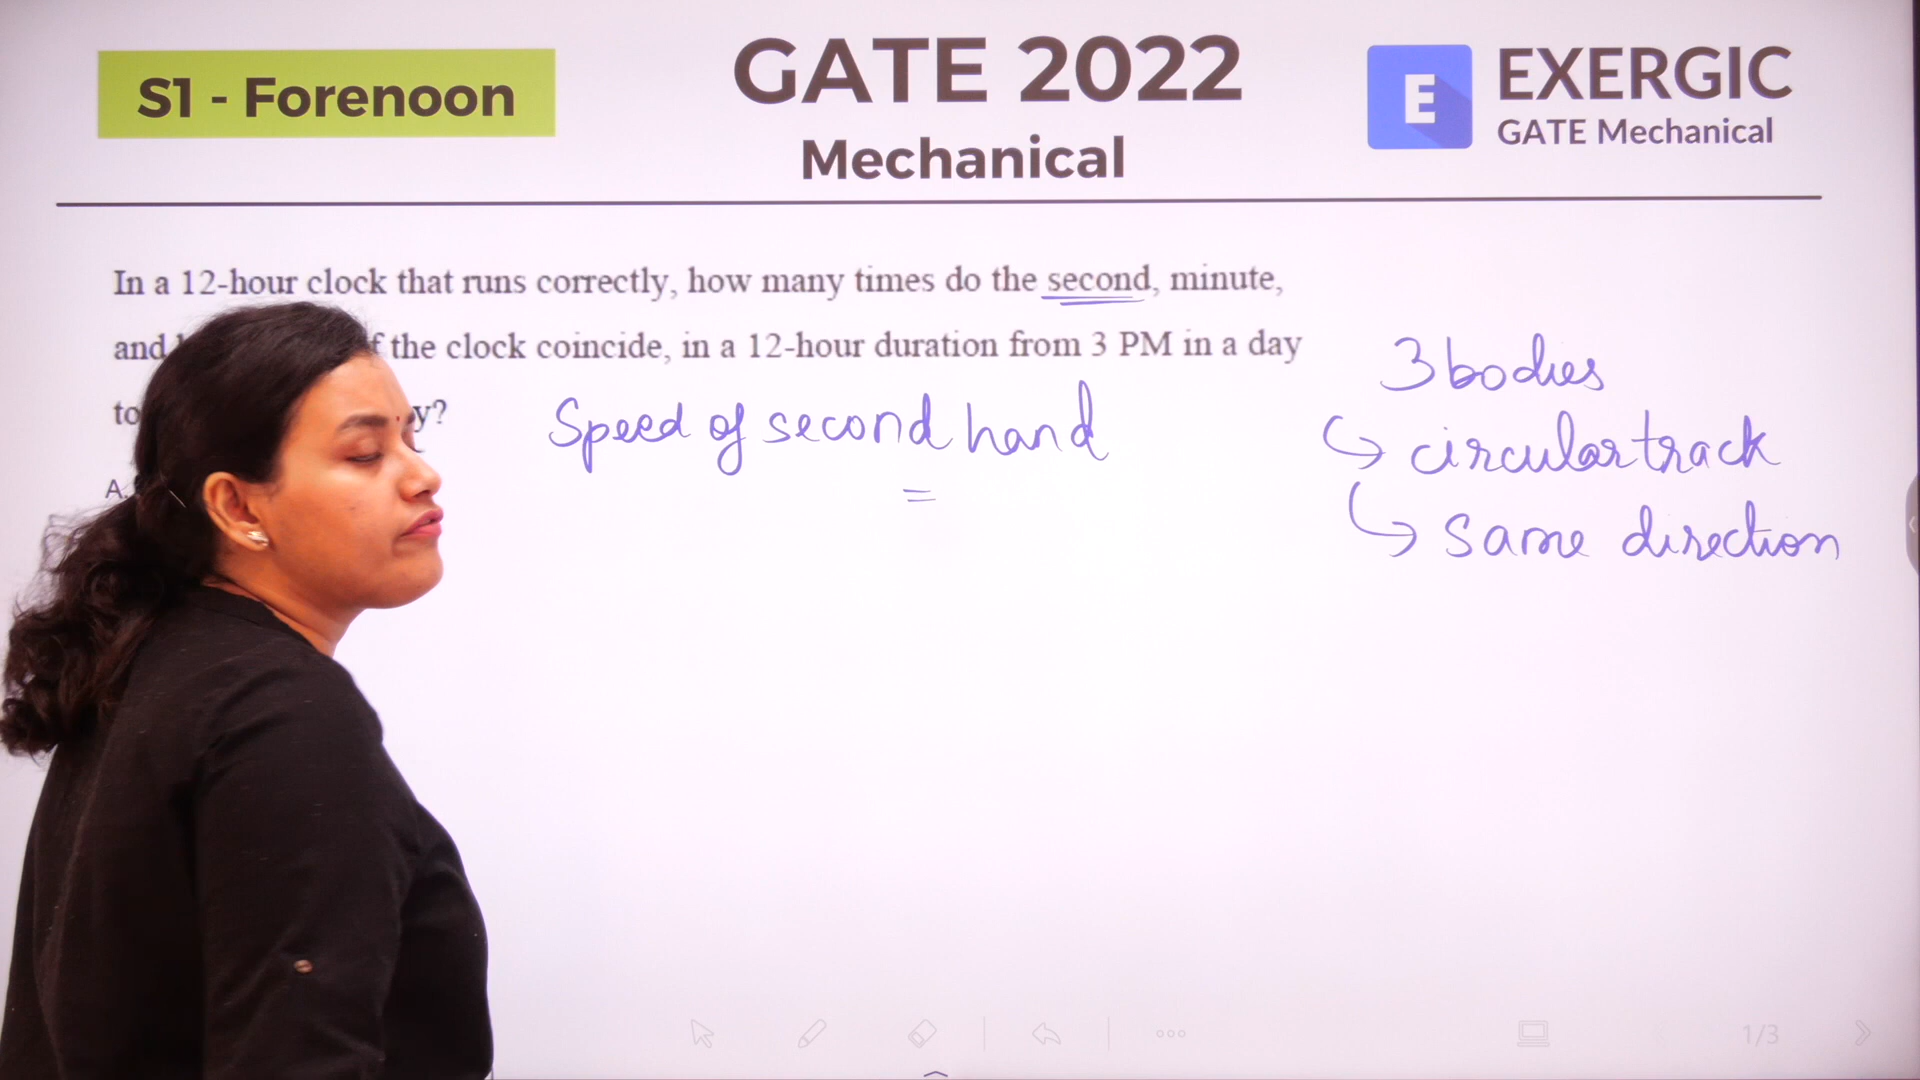 S1 - Forenoon
GATE 2022
Mechanical
E
EXERGIC
GATE Mechanical
In a 12-hour clock that runs correctly, how many times do the second, minute,
and the clock coincide, in a 12-hour duration from 3 PM in a day
to y?
A.
Speed of second hand
=
3 bodies
circular track
same direction
1/3